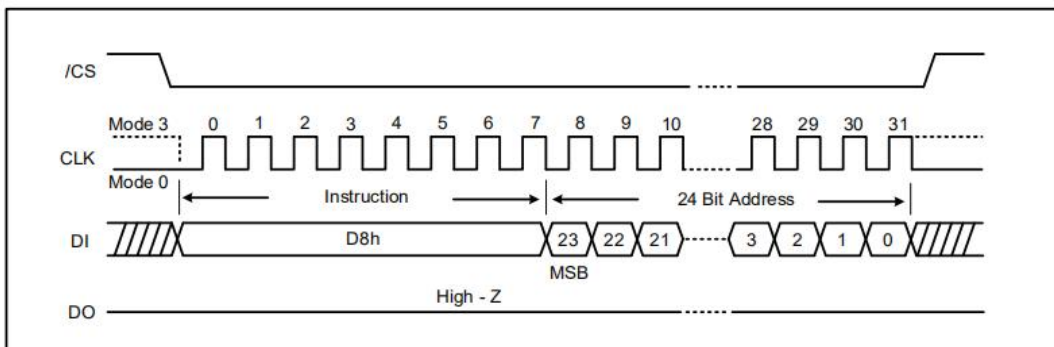 /CS
Mode 3 0 1 2 3 4 5 6 7 8 9 10 28 29 30 31
CLK
Mode 0
Instruction 24 Bit Address
DI D8h 23 22 21 3 2 1 0
MSB
High - Z
DO